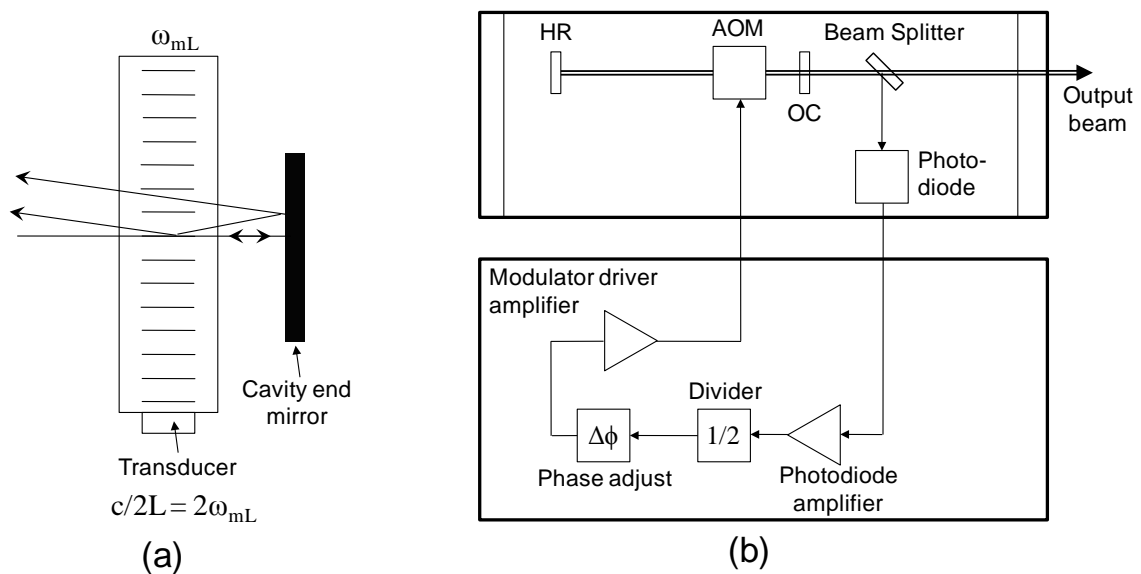 ω_mL
Cavity end
mirror
Transducer
c/2L = 2ω_mL
(a)
HR
AOM
Beam Splitter
OC
Output
beam
Photo-
diode
Modulator driver
amplifier
Divider
Δϕ
1/2
Phase adjust
Photodiode
amplifier
(b)